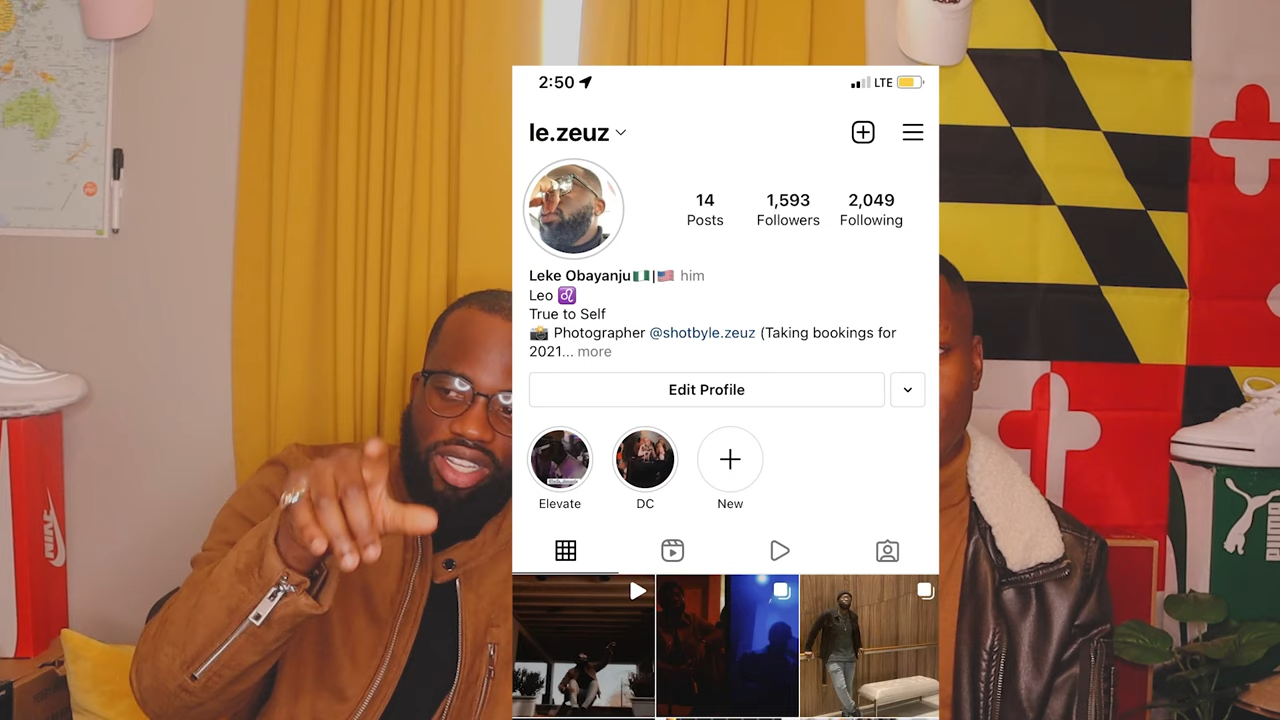 2:50
LTE
le.zeuz
14
1,593
2,049
Posts
Followers
Following
Leke Obayanju🇳🇬|🇺🇸 him
Leo ♌
True to Self
📸 Photographer @shotbyle.zeuz (Taking bookings for
2021... more
Edit Profile
Elevate
DC
New
NIKE
PUMA